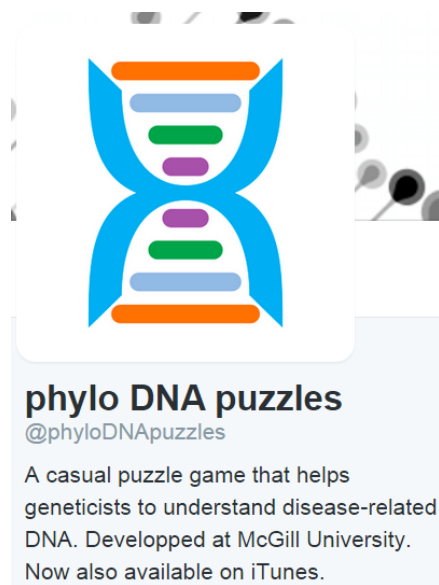 phylo DNA puzzles
@phyloDNApuzzles
A casual puzzle game that helps
geneticists to understand disease-related
DNA. Developped at McGill University.
Now also available on iTunes.